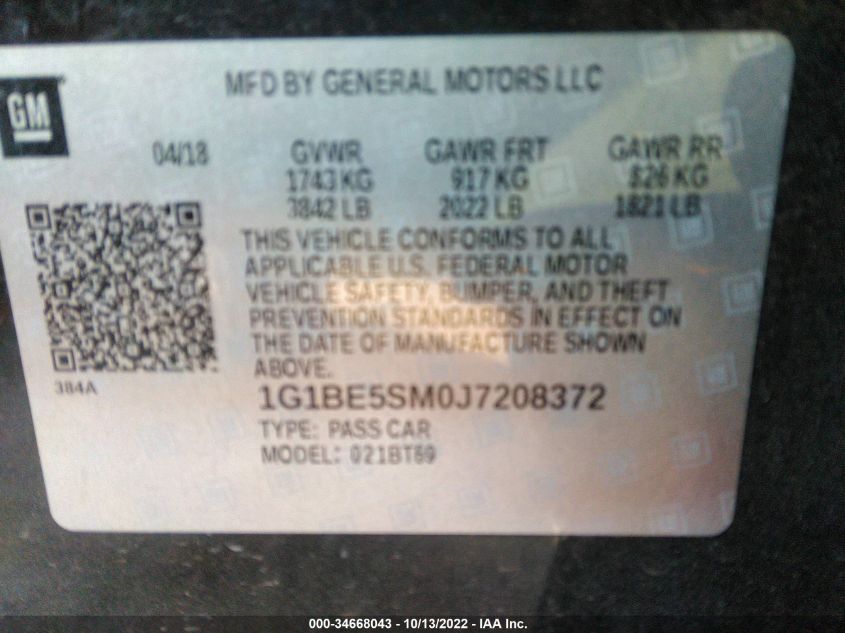 MFD BY GENERAL MOTORS LLC
GM
04/18 GVWR GAWR FRT GAWR RR
1743 KG 917 KG 826 KG
3842 LB 2022 LB 1821 LB
THIS VEHICLE CONFORMS TO ALL
APPLICABLE U.S. FEDERAL MOTOR
VEHICLE SAFETY, BUMPER, AND THEFT
PREVENTION STANDARDS IN EFFECT ON
THE DATE OF MANUFACTURE SHOWN
ABOVE.
384A
1G1BE5SM0J7208372
TYPE: PASS CAR
MODEL: 021BT69
000-34668043 - 10/13/2022 - IAA Inc.